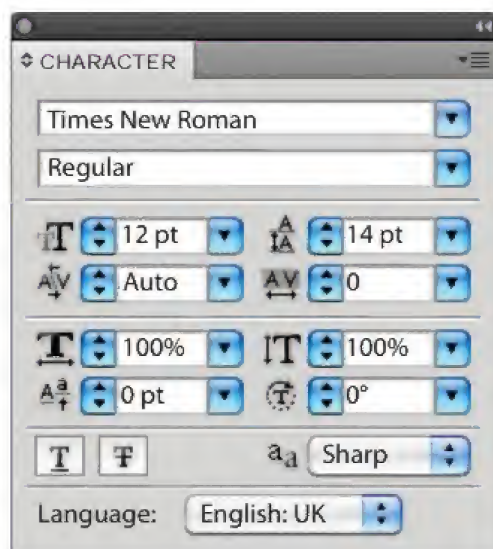 CHARACTER
Times New Roman
Regular
12 pt 14 pt
Auto 0
100% 100%
0 pt 0°
Sharp
Language: English: UK